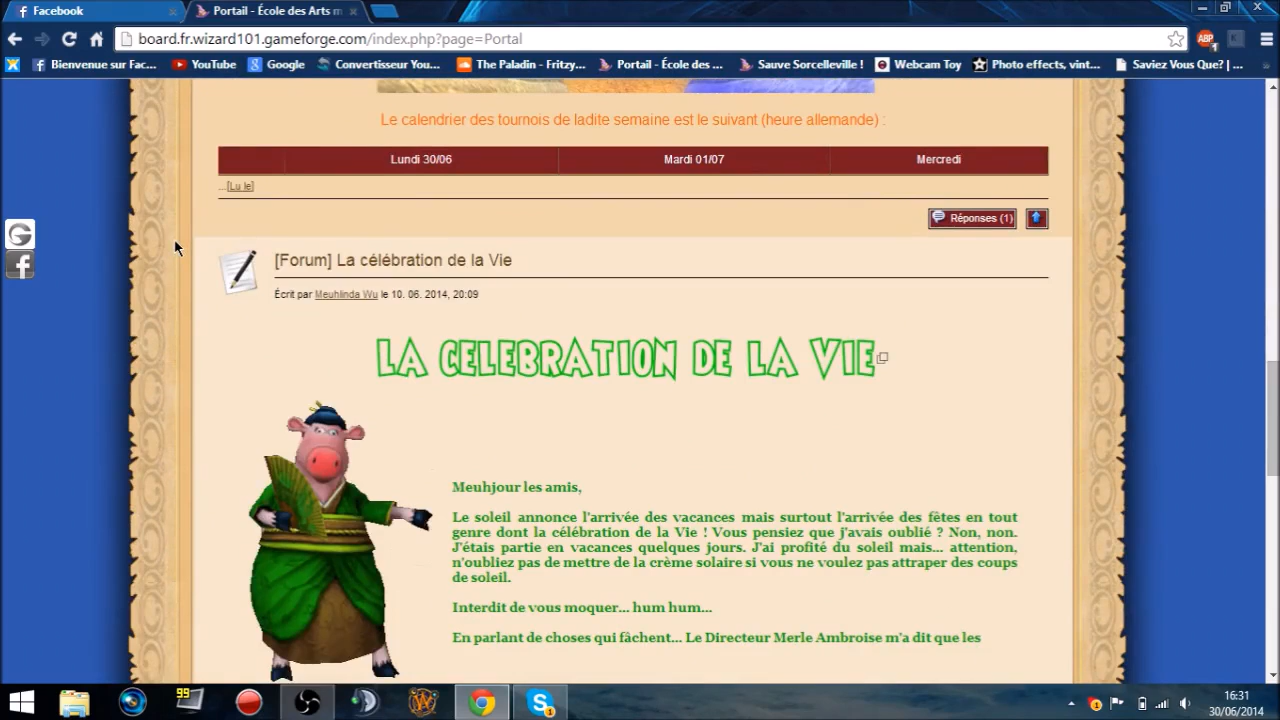 Facebook
Portail - École des Arts m
board.fr.wizard101.gameforge.com/index.php?page=Portal
ABP
1
Bienvenue sur Fac...
YouTube
Google
Convertisseur You...
The Paladin - Fritzy...
Portail - École des ...
Sauve Sorcelleville !
Webcam Toy
Photo effects, vint...
Saviez Vous Que? | ...
»
Le calendrier des tournois de ladite semaine est le suivant (heure allemande) :
Lundi 30/06
Mardi 01/07
Mercredi
...[Lu le]
Réponses (1)
[Forum] La célébration de la Vie
Écrit par Meuhlinda Wu le 10. 06. 2014, 20:09
LA CELEBRATION DE LA VIE
Meuhjour les amis,
Le soleil annonce l'arrivée des vacances mais surtout l'arrivée des fêtes en tout
genre dont la célébration de la Vie ! Vous pensiez que j'avais oublié ? Non, non.
J'étais partie en vacances quelques jours. J'ai profité du soleil mais... attention,
n'oubliez pas de mettre de la crème solaire si vous ne voulez pas attraper des coups
de soleil.
Interdit de vous moquer... hum hum...
En parlant de choses qui fâchent... Le Directeur Merle Ambroise m'a dit que les
99
1
1
16:31
30/06/2014